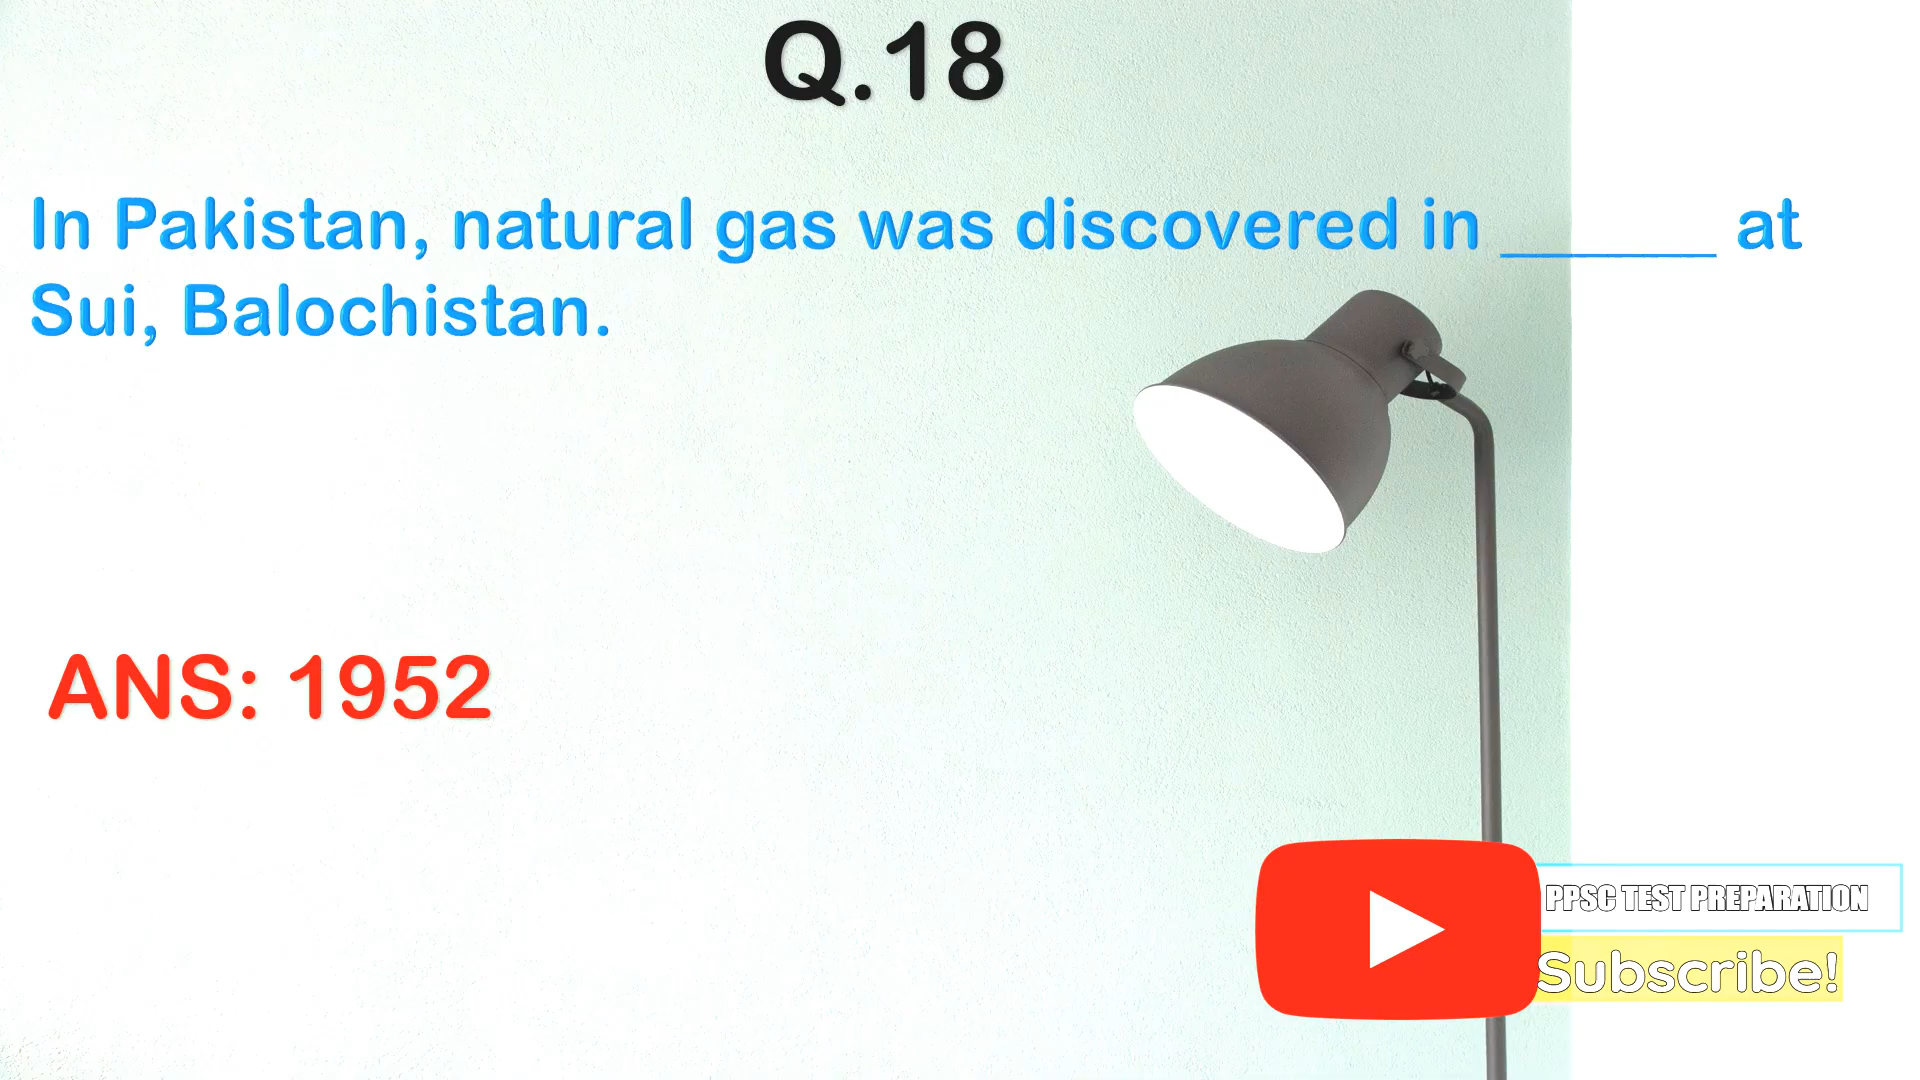 Q.18
In Pakistan, natural gas was discovered in ______ at
Sui, Balochistan.
ANS: 1952
PPSC TEST PREPARATION
Subscribe!